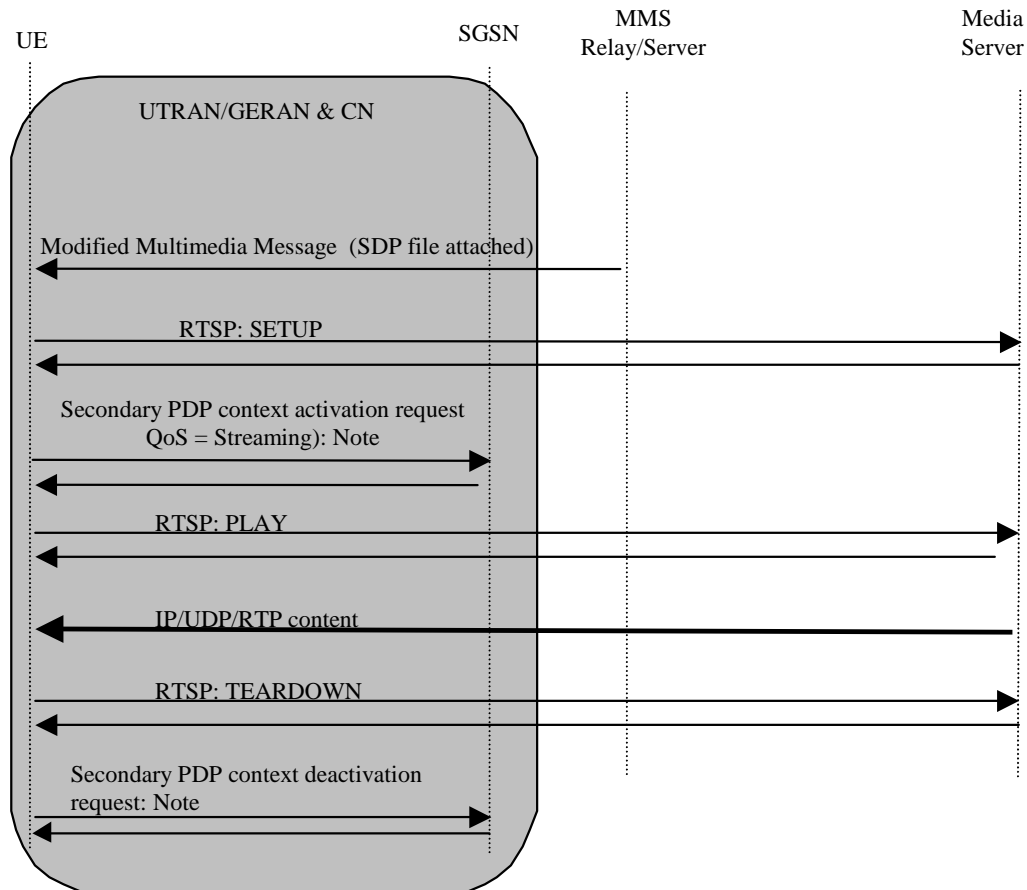 UE
SGSN
MMS
Relay/Server
Media
Server
UTRAN/GERAN & CN
Modified Multimedia Message  (SDP file attached)
RTSP: SETUP
Secondary PDP context activation request
QoS = Streaming): Note
RTSP: PLAY
IP/UDP/RTP content
RTSP: TEARDOWN
Secondary PDP context deactivation
request: Note